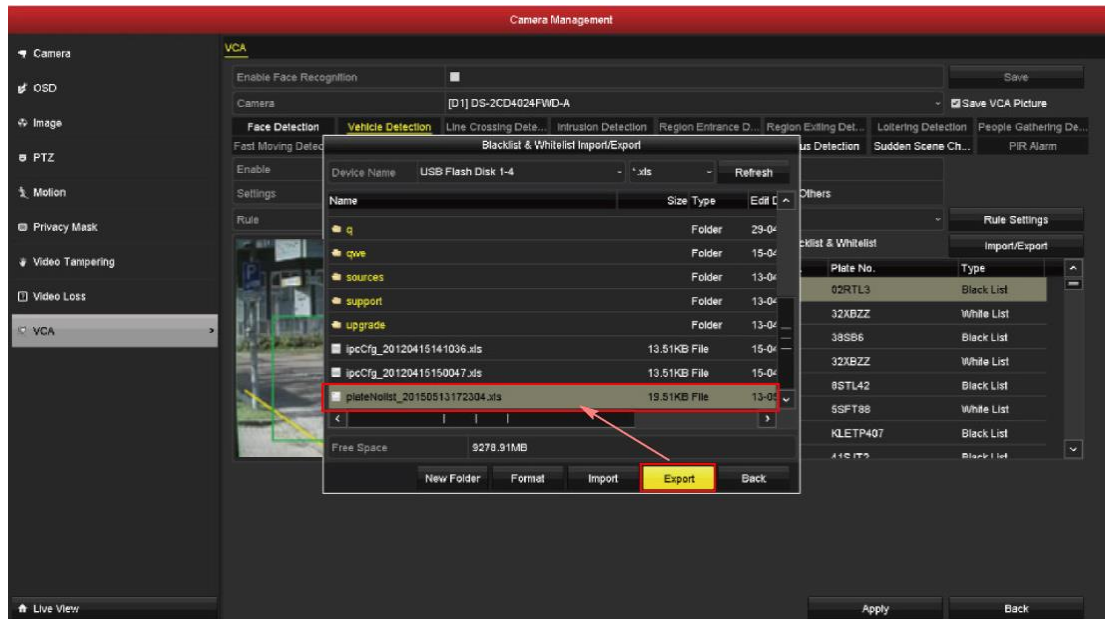 Camera Management
Camera
OSD
Image
PTZ
Motion
Privacy Mask
Video Tampering
Video Loss
VCA
Live View
VCA
Enable Face Recognition
Save
Camera [D1] DS-2CD4024FWD-A
Save VCA Picture
Face Detection Vehicle Detection Line Crossing Dete... Intrusion Detection Region Entrance D... Region Exiting Det... Loitering Detection People Gathering De...
Fast Moving Detec us Detection Sudden Scene Ch... PIR Alarm
Enable
Settings Others
Rule Rule Settings
cklist & Whitelist Import/Export
Plate No. Type
02RTL3 Black List
32XBZZ White List
38SB6 Black List
32XBZZ White List
8STL42 Black List
5SFT88 White List
KLETP407 Black List
41SJT2 Black List
Blacklist & Whitelist Import/Export
Device Name USB Flash Disk 1-4 *.xls Refresh
Name Size Type Edit D
q Folder 29-04
qwe Folder 15-04
sources Folder 13-04
support Folder 13-04
upgrade Folder 13-04
ipcCfg_20120415141036.xls 13.51KB File 15-04
ipcCfg_20120415150047.xls 13.51KB File 15-04
plateNolist_20150513172304.xls 19.51KB File 13-05
Free Space 9278.91MB
New Folder Format Import Export Back
Apply Back